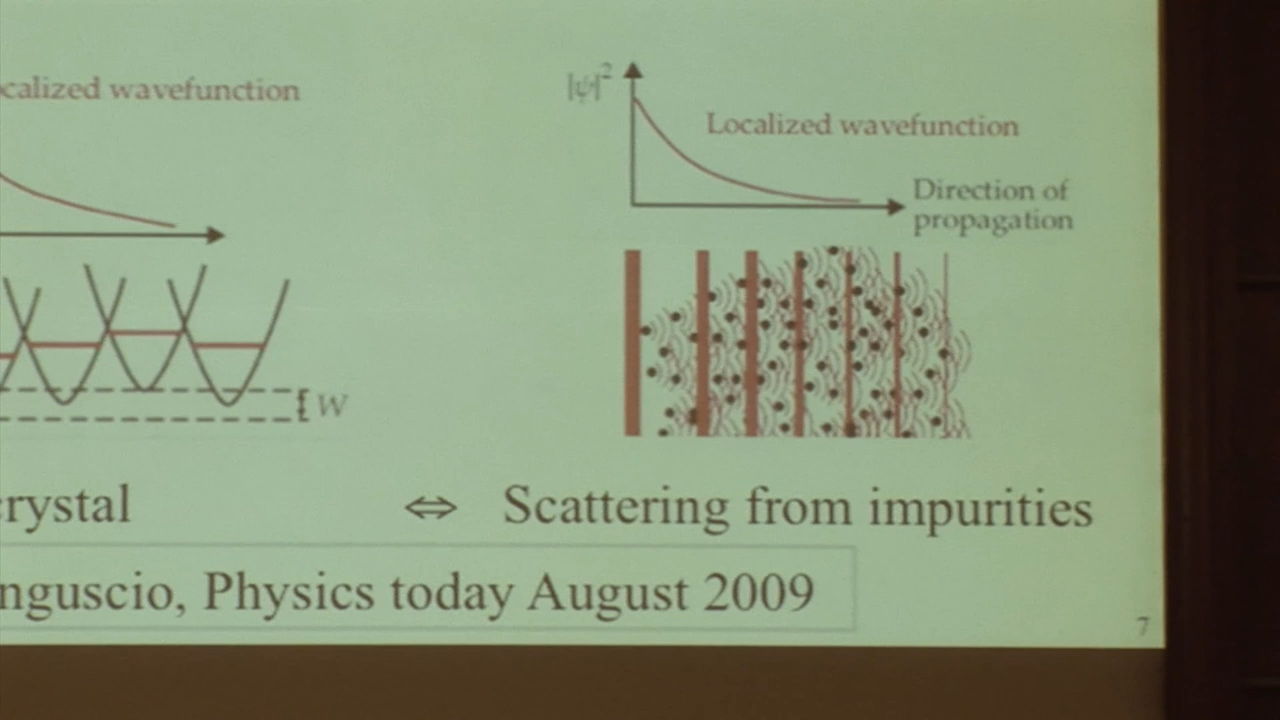 calized wavefunction
|ψ|²
Localized wavefunction
Direction of
propagation
W
rystal
⇔ Scattering from impurities
nguscio, Physics today August 2009
7